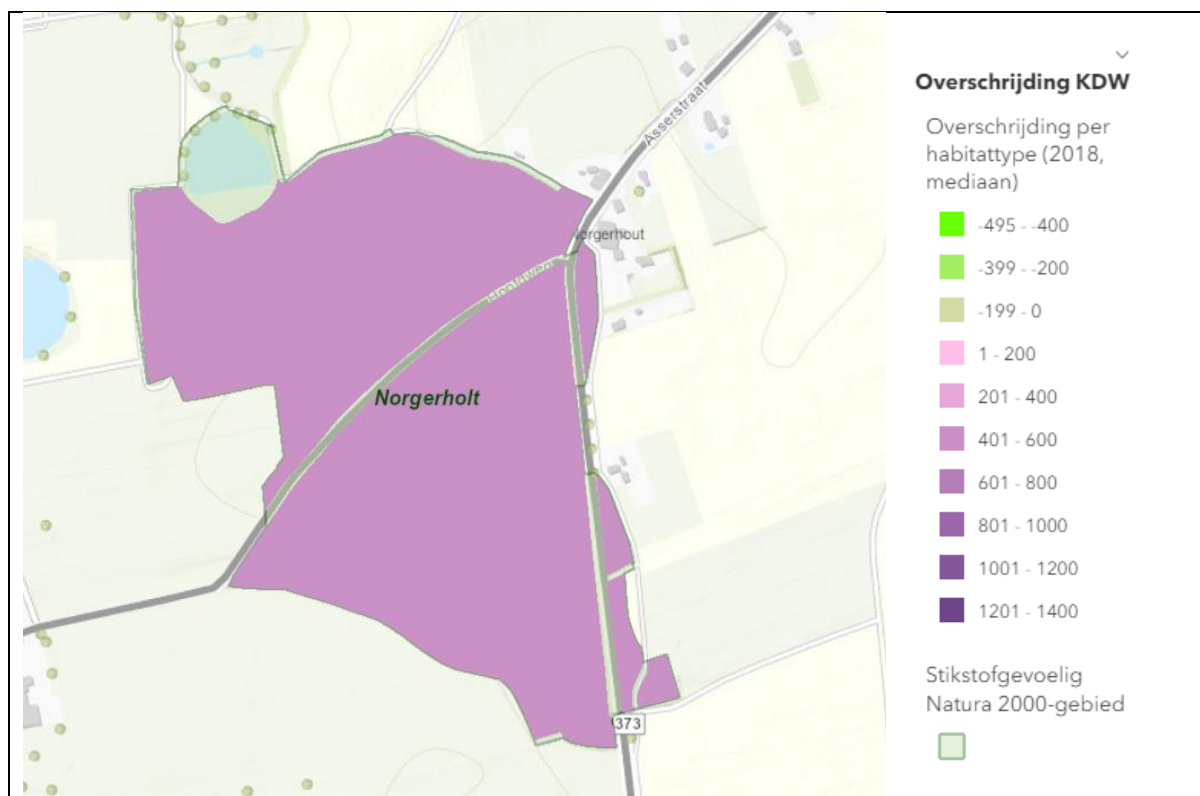 Asserstraat
Norgerhout
Hoofdweg
Norgerholt
373
Overschrijding KDW
Overschrijding per
habitattype (2018,
mediaan)
-495 - -400
-399 - -200
-199 - 0
1 - 200
201 - 400
401 - 600
601 - 800
801 - 1000
1001 - 1200
1201 - 1400
Stikstofgevoelig
Natura 2000-gebied